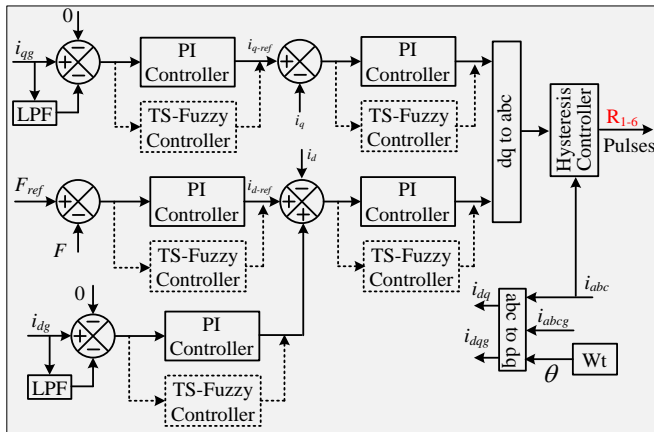 0
i_qg
LPF
PI
Controller
TS-Fuzzy
Controller
i_q-ref
i_q
PI
Controller
TS-Fuzzy
Controller
dq to abc
Hysteresis
Controller
R_1-6
Pulses
F_ref
F
PI
Controller
TS-Fuzzy
Controller
i_d-ref
i_d
PI
Controller
TS-Fuzzy
Controller
0
i_dg
LPF
PI
Controller
TS-Fuzzy
Controller
i_abc
i_dq
i_abcg
i_dqg
abc to dq
θ
Wt